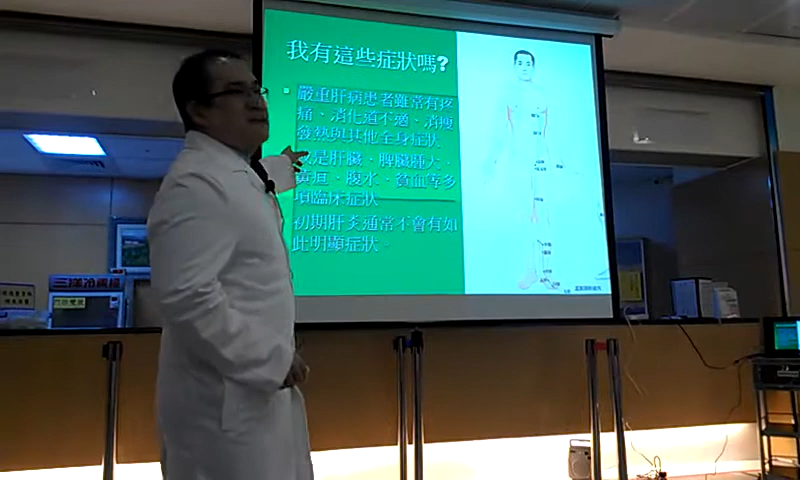 我有這些症狀嗎?
嚴重肝病患者雖常有疼
痛、消化道不適、消瘦
發熱與其他全身症狀
是肝臟、脾臟腫大、
黃疸、腹水、貧血等多
項臨床症狀
初期肝炎通常不會有如
此明顯症狀。